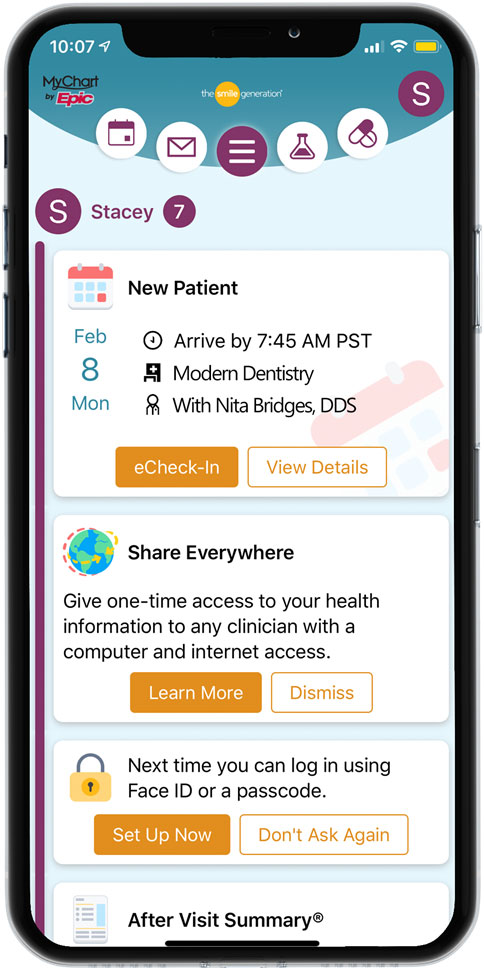 10:07
MyChart
by Epic
the smile generation®
S
S Stacey 7
New Patient
Feb
8
Mon
Arrive by 7:45 AM PST
Modern Dentistry
With Nita Bridges, DDS
eCheck-In View Details
Share Everywhere
Give one-time access to your health
information to any clinician with a
computer and internet access.
Learn More Dismiss
Next time you can log in using
Face ID or a passcode.
Set Up Now Don't Ask Again
After Visit Summary®